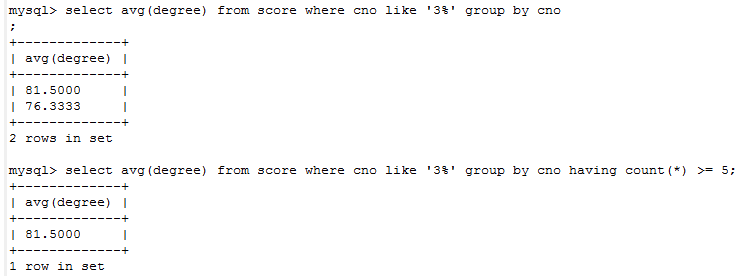 mysql> select avg(degree) from score where cno like '3%' group by cno
;
+-------------+
| avg(degree) |
+-------------+
| 81.5000     |
| 76.3333     |
+-------------+
2 rows in set

mysql> select avg(degree) from score where cno like '3%' group by cno having count(*) >= 5;
+-------------+
| avg(degree) |
+-------------+
| 81.5000     |
+-------------+
1 row in set